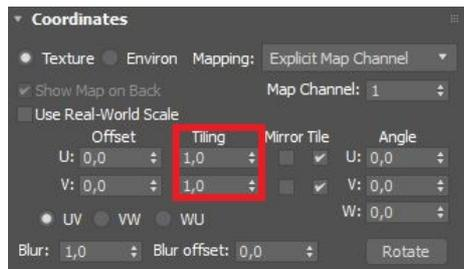 Coordinates
Texture Environ Mapping: Explicit Map Channel
Show Map on Back Map Channel: 1
Use Real-World Scale
Offset Tiling Mirror Tile Angle
U: 0,0 1,0 U: 0,0
V: 0,0 1,0 V: 0,0
UV VW WU W: 0,0
Blur: 1,0 Blur offset: 0,0 Rotate